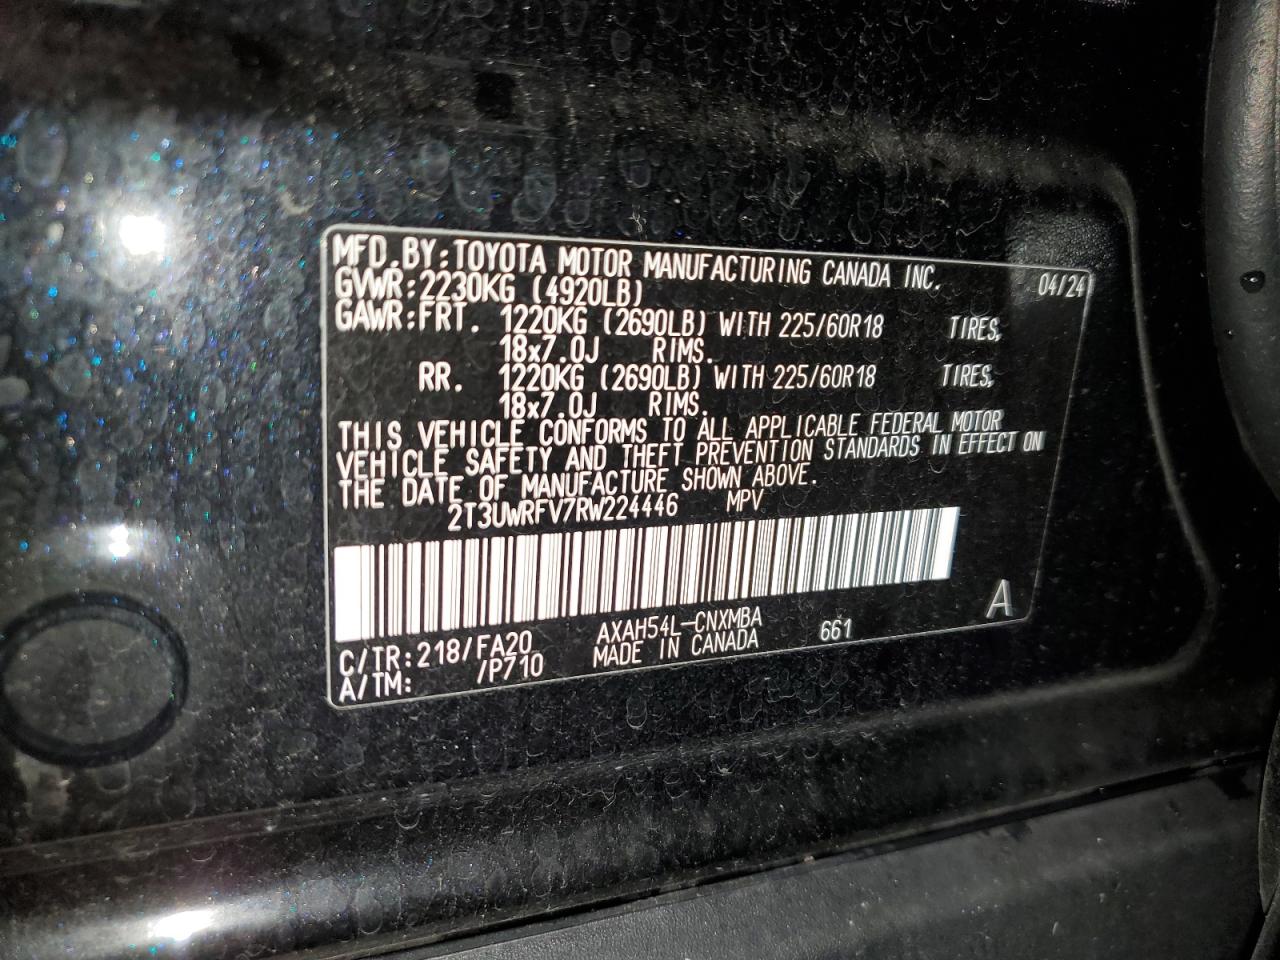 MFD.BY:TOYOTA MOTOR MANUFACTURING CANADA INC. 04/24
GVWR:2230KG (4920LB)
GAWR:FRT. 1220KG (2690LB) WITH 225/60R18 TIRES,
18x7.0J RIMS.
RR. 1220KG (2690LB) WITH 225/60R18 TIRES,
18x7.0J RIMS.
THIS VEHICLE CONFORMS TO ALL APPLICABLE FEDERAL MOTOR
VEHICLE SAFETY AND THEFT PREVENTION STANDARDS IN EFFECT ON
THE DATE OF MANUFACTURE SHOWN ABOVE.
2T3UWRFV7RW224446 MPV
A
C/TR:218/FA20 AXAH54L-CNXMBA 661
A/TM: /P710 MADE IN CANADA